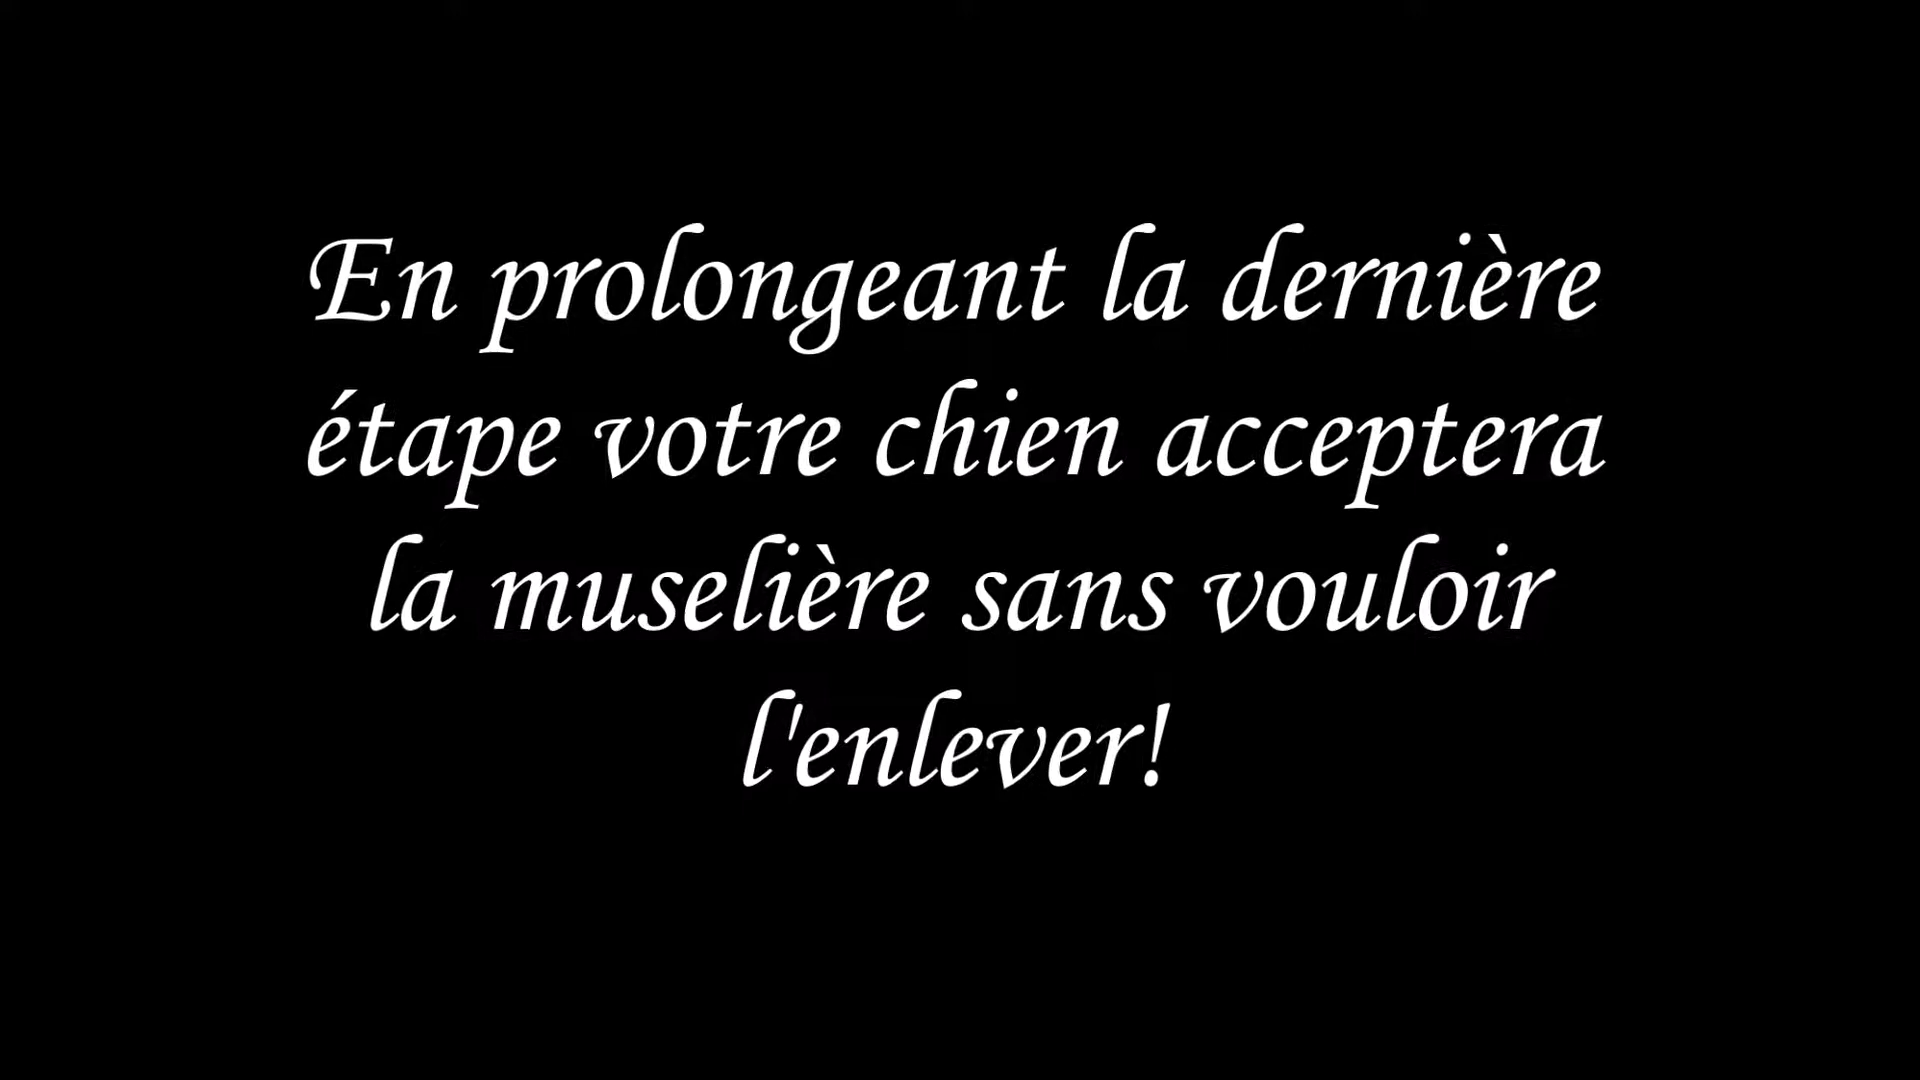 En prolongeant la dernière
étape votre chien acceptera
la muselière sans vouloir
l'enlever!